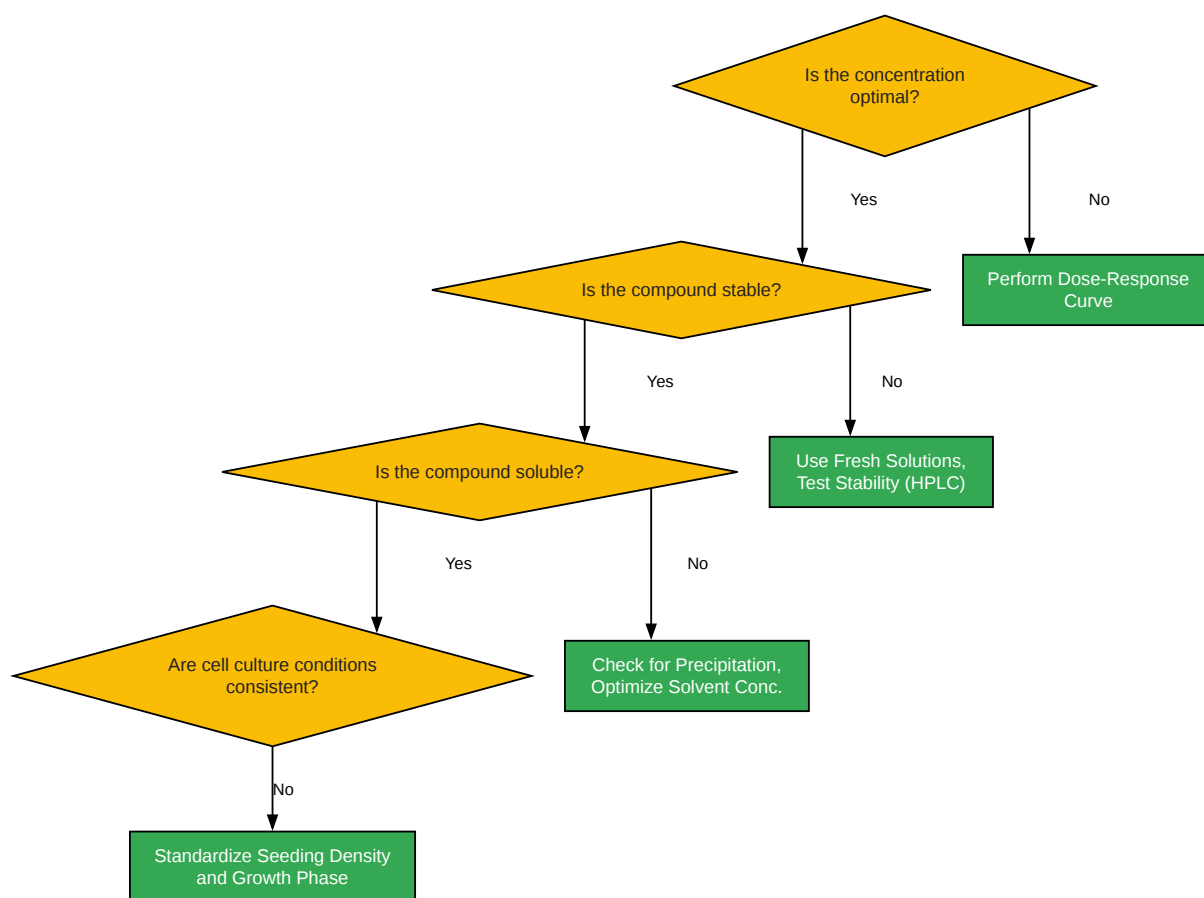 Is the concentration
optimal?
Yes
No
Is the compound stable?
Perform Dose-Response
Curve
Yes
No
Is the compound soluble?
Use Fresh Solutions,
Test Stability (HPLC)
Yes
No
Are cell culture conditions
consistent?
Check for Precipitation,
Optimize Solvent Conc.
No
Standardize Seeding Density
and Growth Phase